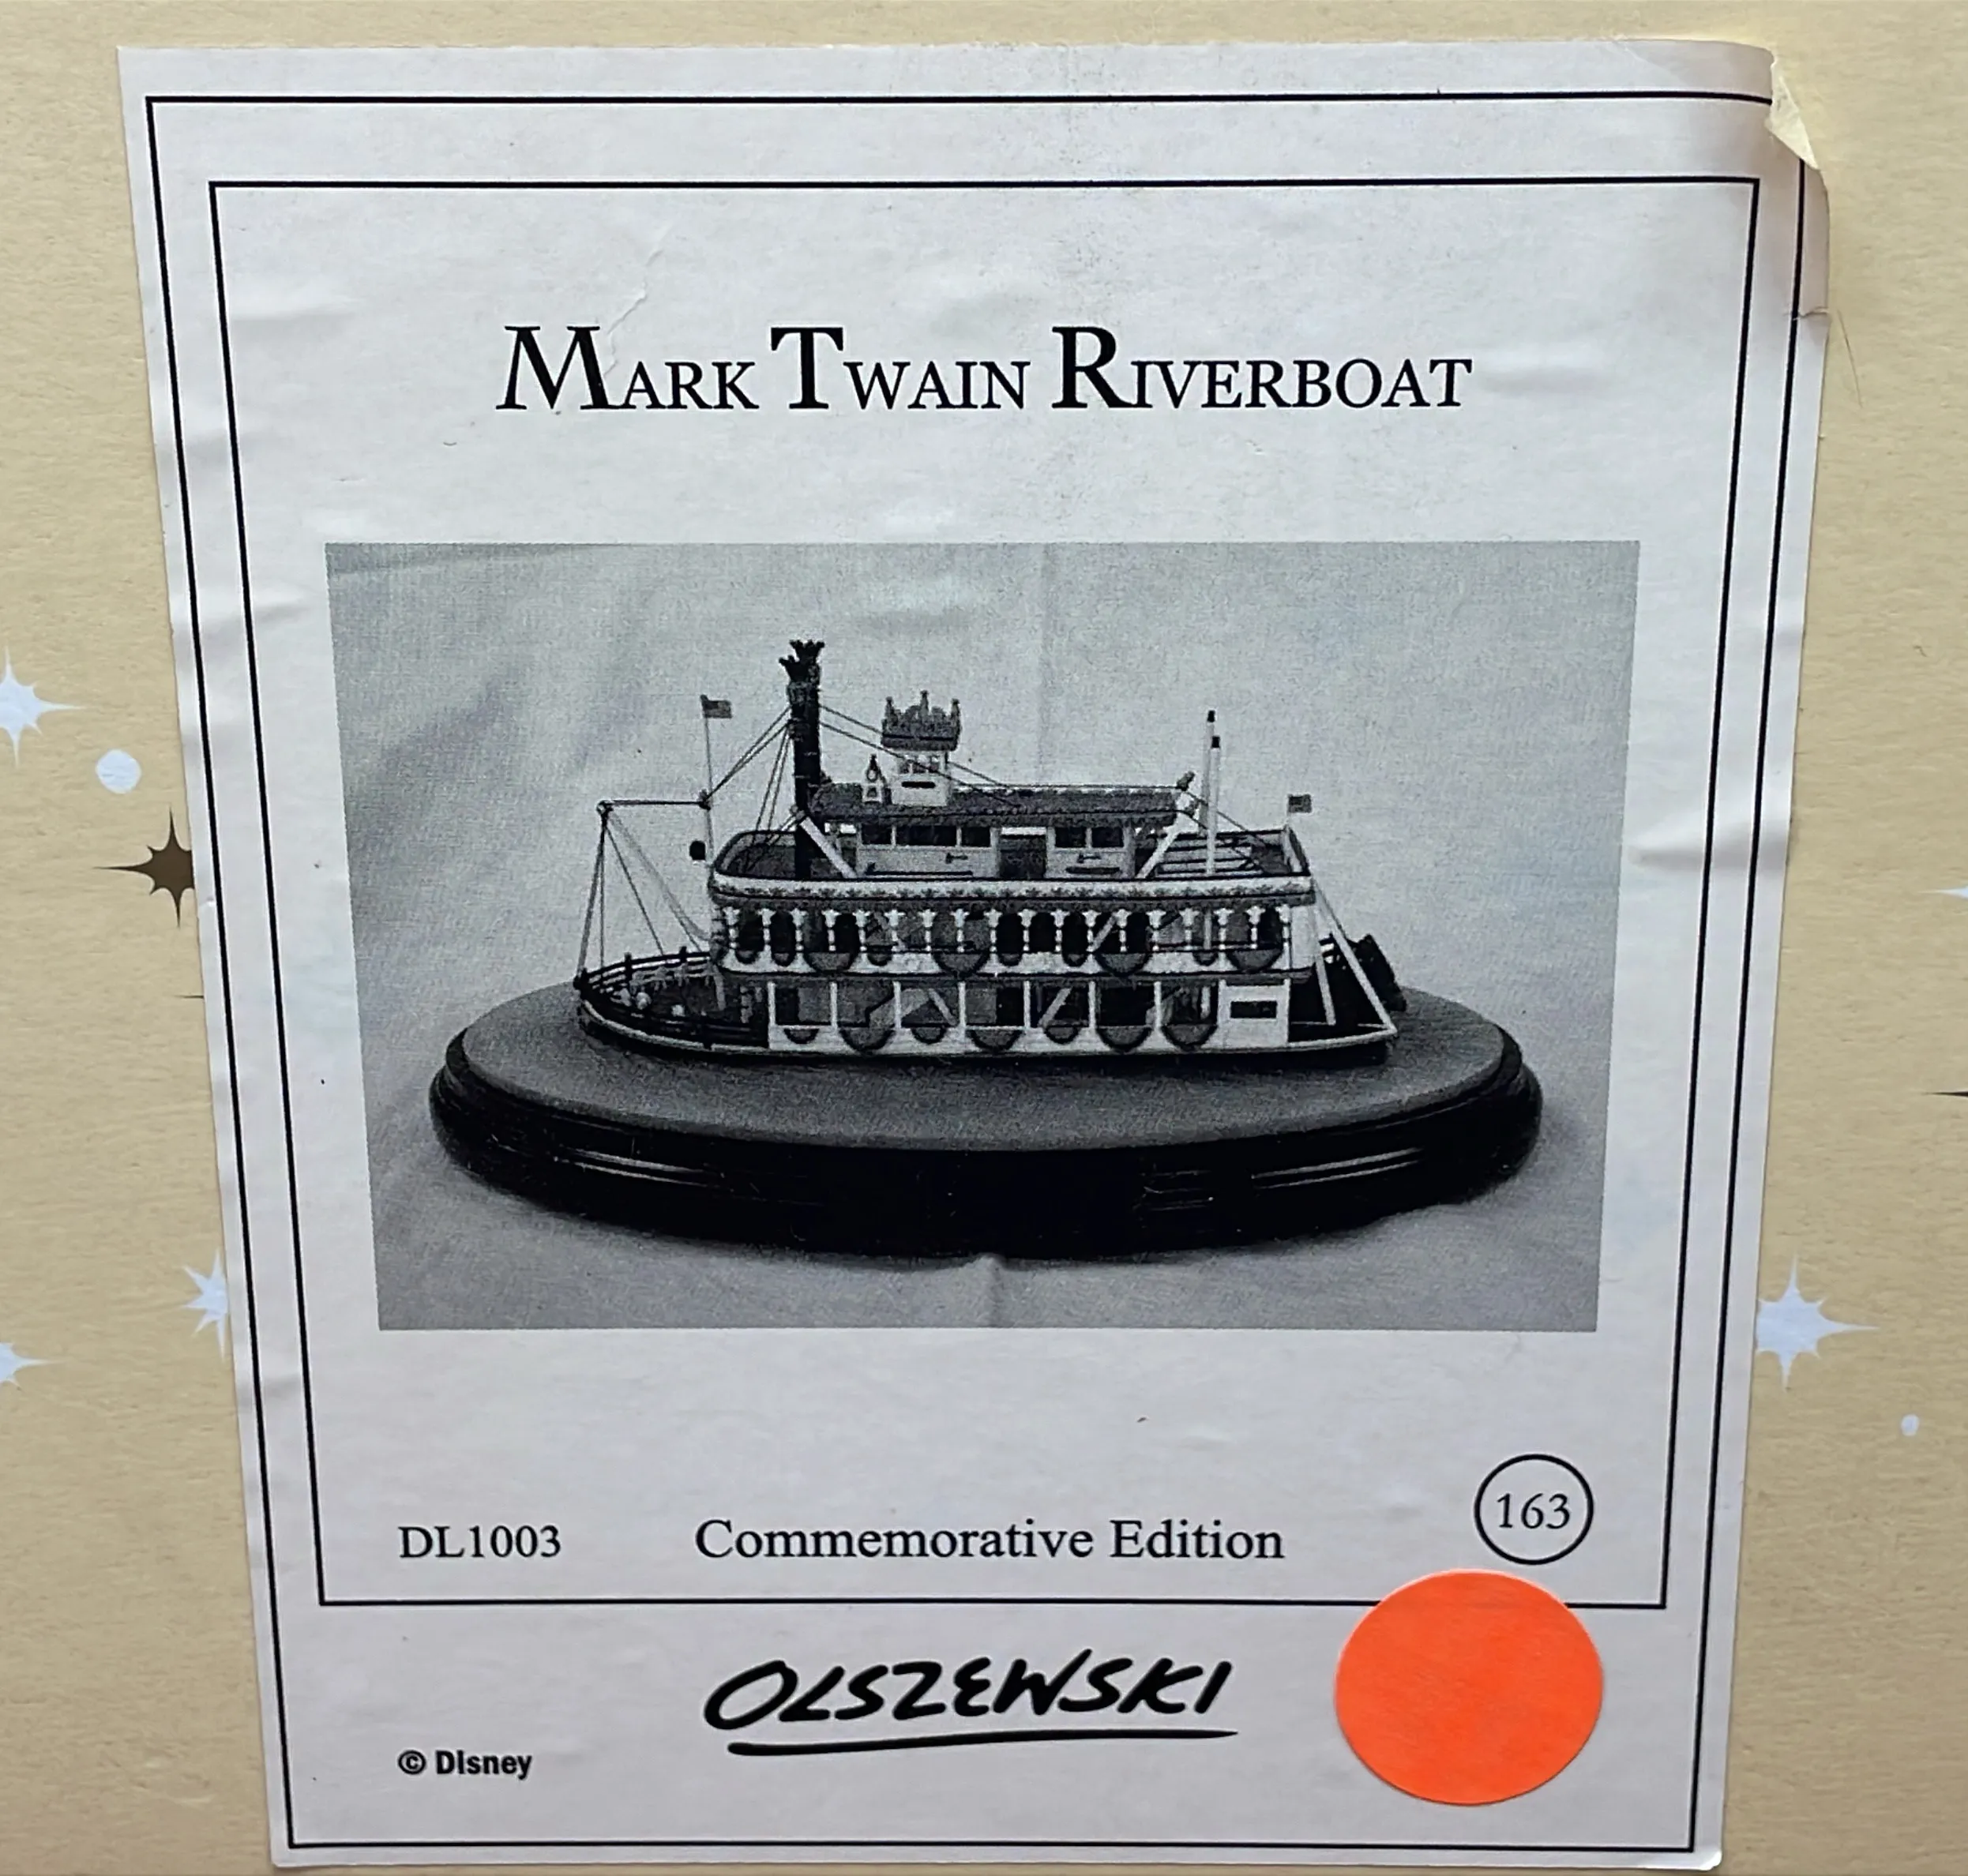 MARK TWAIN RIVERBOAT
DL1003 Commemorative Edition 163
OLSZEWSKI
© Disney